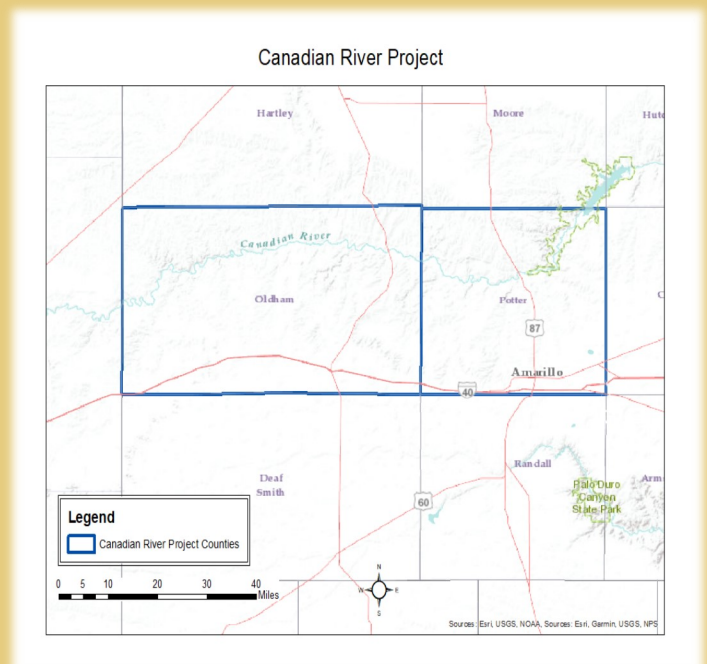 Canadian River Project
Hartley
Moore
Hutc
Canadian River
Oldham
Potter
C
87
Amarillo
40
Randall
Deaf
Smith
Palo Duro
Canyon
State Park
Arm
60
Legend
Canadian River Project Counties
0 5 10 20 30 40
Miles
N
W E
S
Sources: Esri, USGS, NOAA, Sources: Esri, Garmin, USGS, NPS